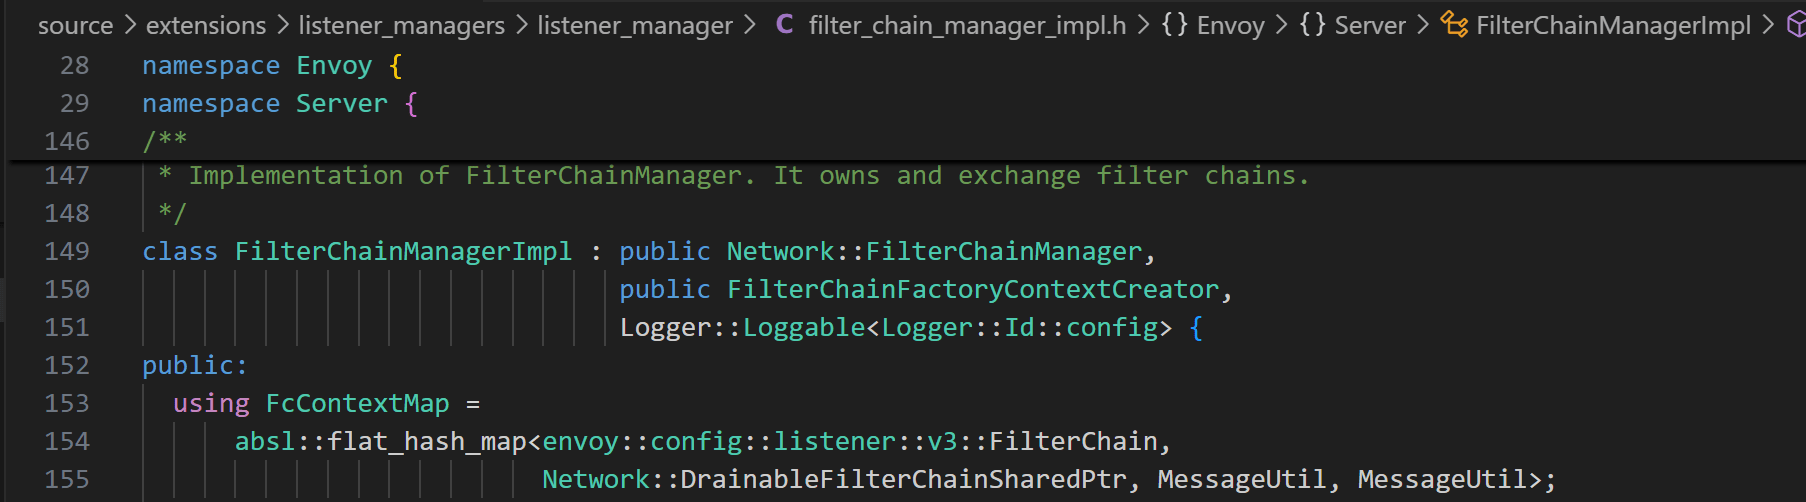 source > extensions > listener_managers > listener_manager > C filter_chain_manager_impl.h > {} Envoy > {} Server > FilterChainManagerImpl >
28 namespace Envoy {
29 namespace Server {
146 /**
147  * Implementation of FilterChainManager. It owns and exchange filter chains.
148  */
149 class FilterChainManagerImpl : public Network::FilterChainManager,
150                                public FilterChainFactoryContextCreator,
151                                Logger::Loggable<Logger::Id::config> {
152 public:
153   using FcContextMap =
154       absl::flat_hash_map<envoy::config::listener::v3::FilterChain,
155                           Network::DrainableFilterChainSharedPtr, MessageUtil, MessageUtil>;